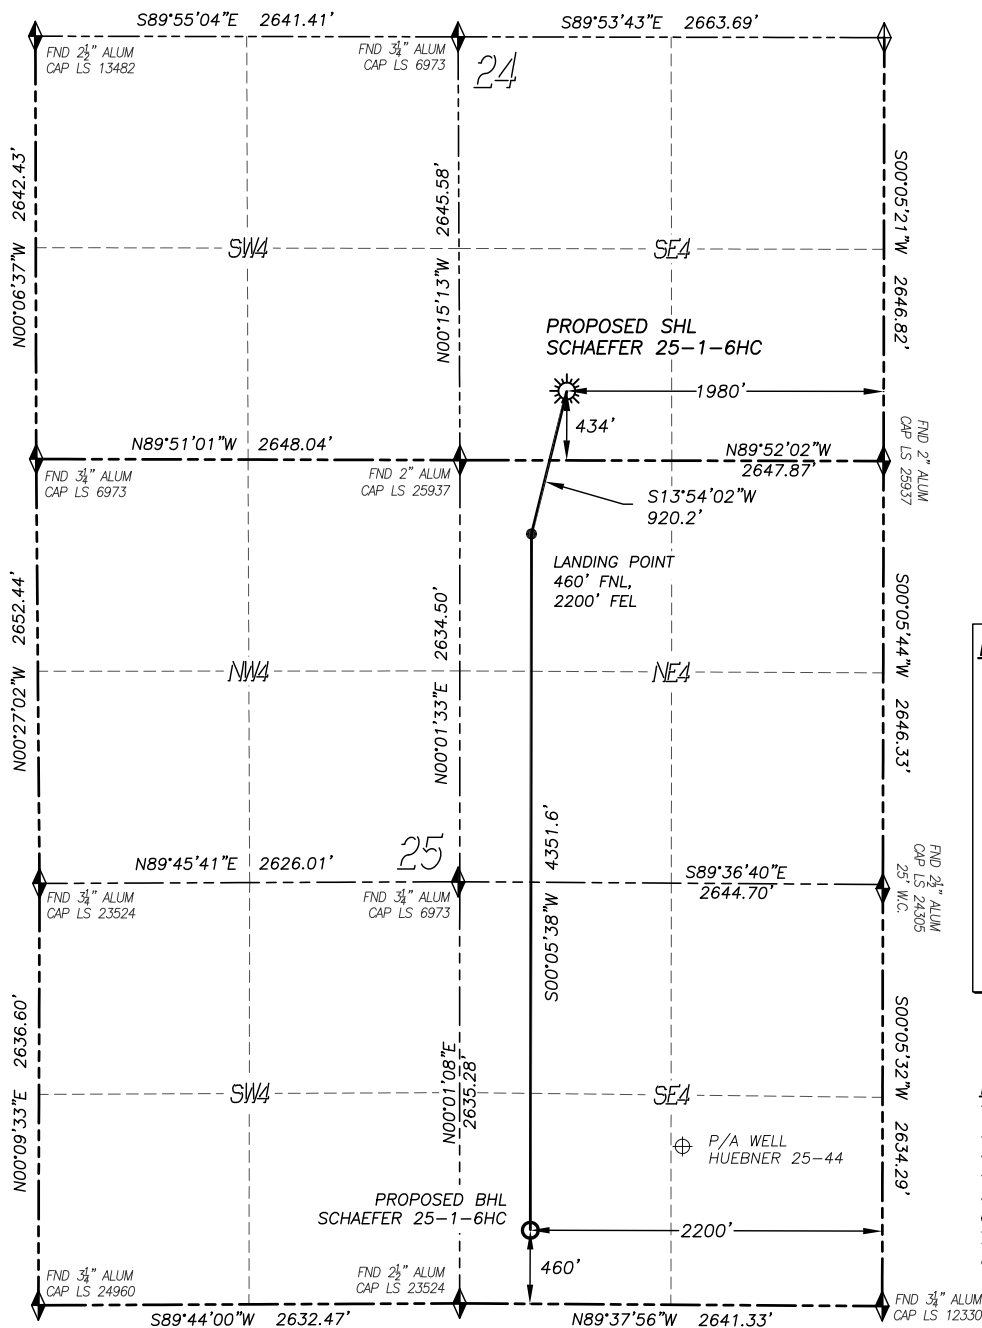 S89°55'04"E 2641.41'
S89°53'43"E 2663.69'
FND 2½" ALUM
CAP LS 13482
FND 3¼" ALUM
CAP LS 6973
24
N00°06'37"W 2642.43'
N00°15'13"W 2645.58'
S00°05'21"W 2646.82'
SW4
SE4
PROPOSED SHL
SCHAEFER 25-1-6HC
1980'
434'
N89°51'01"W 2648.04'
N89°52'02"W
2647.87'
FND 3¼" ALUM
CAP LS 6973
FND 2" ALUM
CAP LS 25937
FND 2" ALUM
CAP LS 25937
S13°54'02"W
920.2'
LANDING POINT
460' FNL,
2200' FEL
N00°27'02"W 2652.44'
N00°01'33"E 2634.50'
S00°05'44"W 2646.33'
NW4
NE4
S00°05'38"W 4351.6'
25
N89°45'41"E 2626.01'
S89°36'40"E
2644.70'
FND 3¼" ALUM
CAP LS 23524
FND 3¼" ALUM
CAP LS 6973
FND 2½" ALUM
CAP LS 24305
25' W.C.
N00°09'33"E 2636.60'
N00°01'08"E
2635.28'
S00°05'32"W 2634.29'
SW4
SE4
P/A WELL
HUEBNER 25-44
PROPOSED BHL
SCHAEFER 25-1-6HC
2200'
460'
FND 3¼" ALUM
CAP LS 24960
FND 2½" ALUM
CAP LS 23524
FND 3¼" ALUM
CAP LS 12330
S89°44'00"W 2632.47'
N89°37'56"W 2641.33'